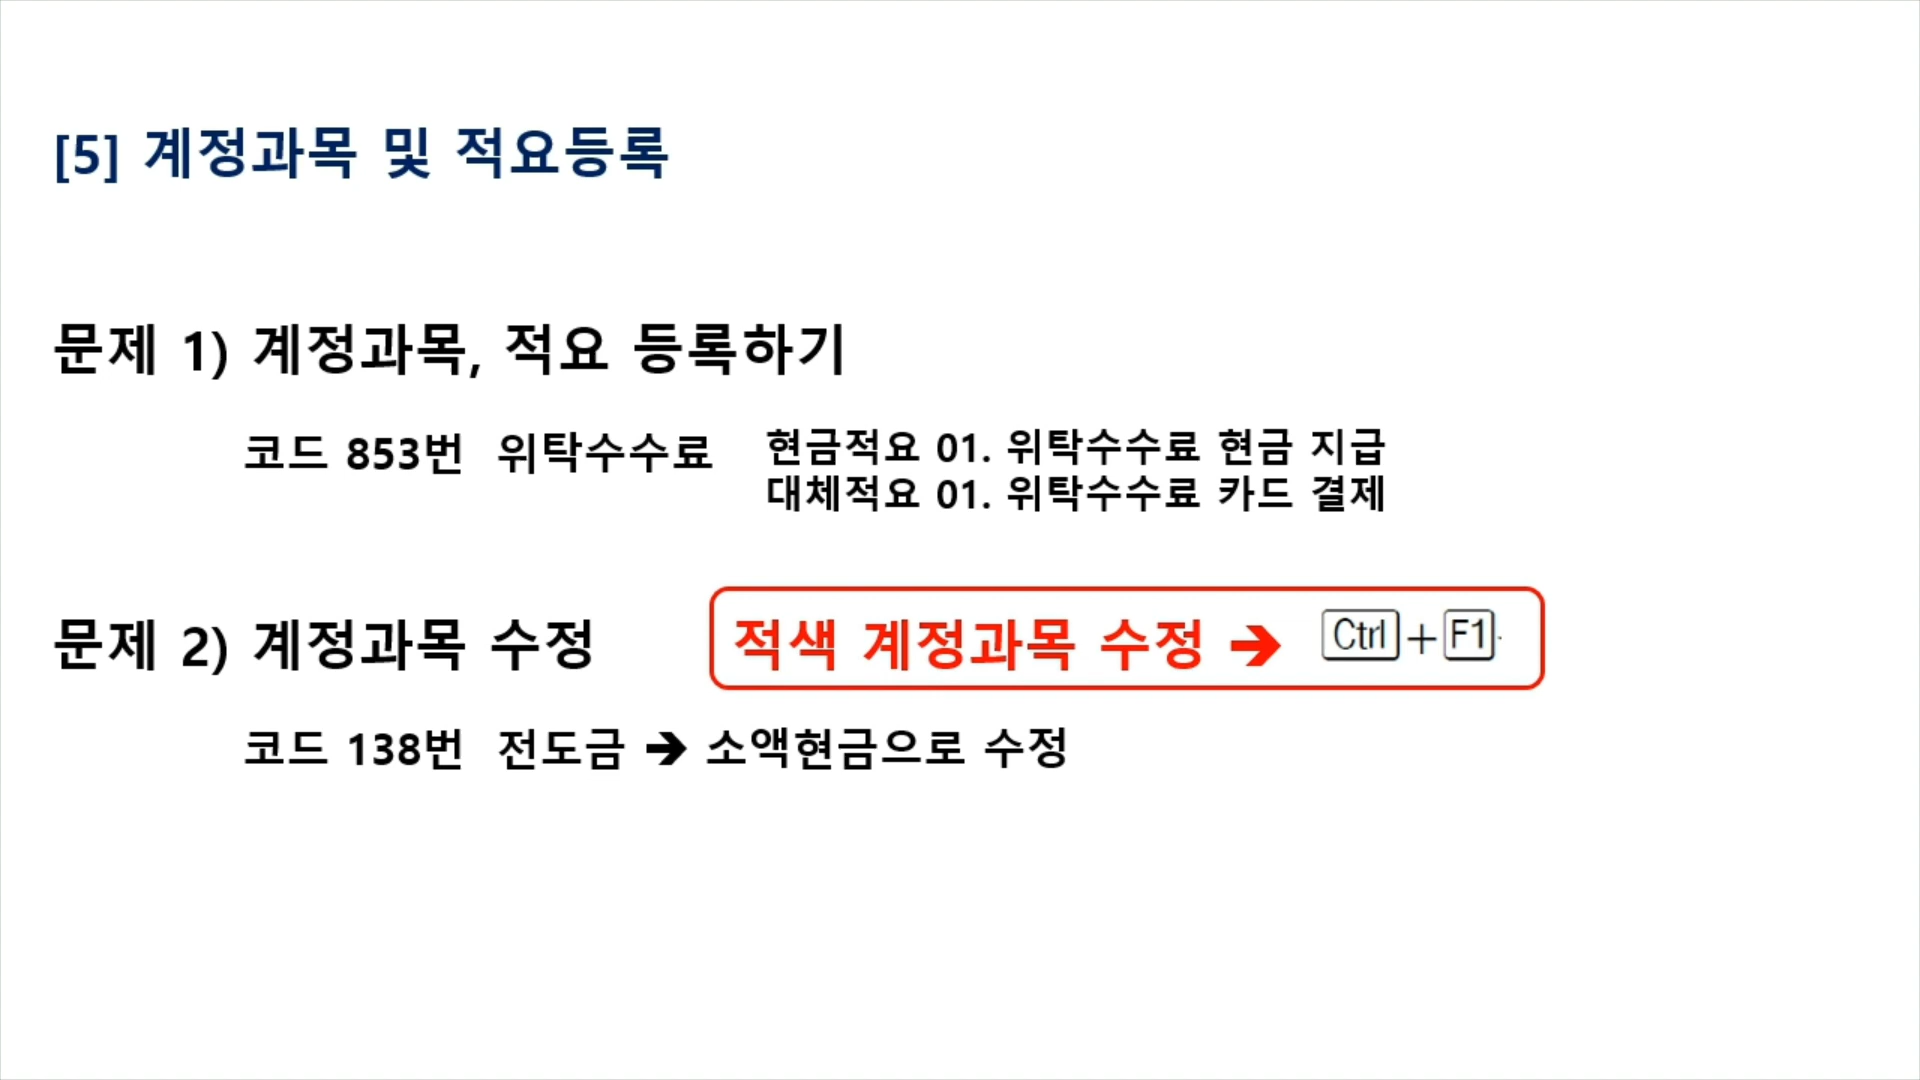 [5] 계정과목 및 적요등록
문제 1) 계정과목, 적요 등록하기
코드 853번 위탁수수료
현금적요 01. 위탁수수료 현금 지급
대체적요 01. 위탁수수료 카드 결제
문제 2) 계정과목 수정
적색 계정과목 수정 ➔ Ctrl+F1
코드 138번 전도금 ➔ 소액현금으로 수정